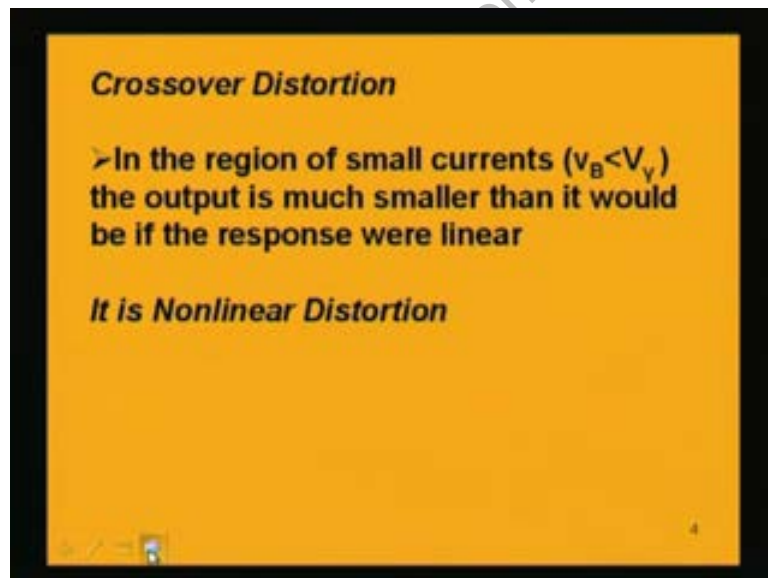 Crossover Distortion
➢In the region of small currents (vB<Vγ)
the output is much smaller than it would
be if the response were linear
It is Nonlinear Distortion
4